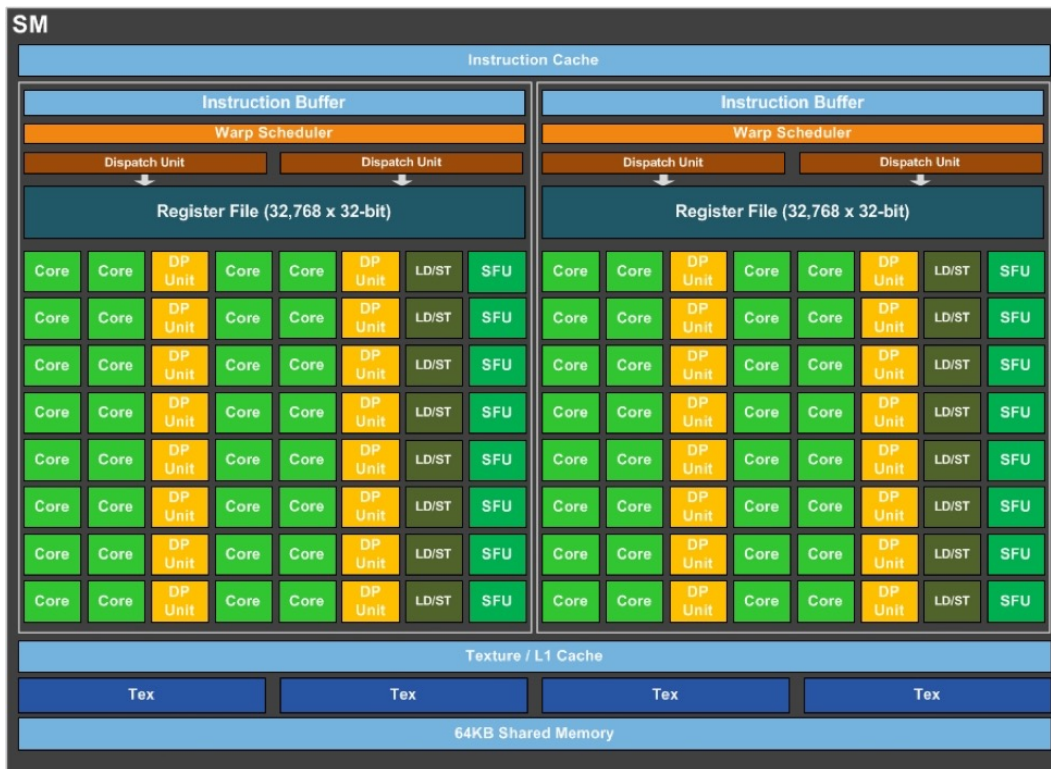 SM
Instruction Cache
Instruction Buffer Instruction Buffer
Warp Scheduler Warp Scheduler
Dispatch Unit Dispatch Unit Dispatch Unit Dispatch Unit
Register File (32,768 x 32-bit) Register File (32,768 x 32-bit)
Core Core DP Unit Core Core DP Unit LD/ST SFU Core Core DP Unit Core Core DP Unit LD/ST SFU
Core Core DP Unit Core Core DP Unit LD/ST SFU Core Core DP Unit Core Core DP Unit LD/ST SFU
Core Core DP Unit Core Core DP Unit LD/ST SFU Core Core DP Unit Core Core DP Unit LD/ST SFU
Core Core DP Unit Core Core DP Unit LD/ST SFU Core Core DP Unit Core Core DP Unit LD/ST SFU
Core Core DP Unit Core Core DP Unit LD/ST SFU Core Core DP Unit Core Core DP Unit LD/ST SFU
Core Core DP Unit Core Core DP Unit LD/ST SFU Core Core DP Unit Core Core DP Unit LD/ST SFU
Core Core DP Unit Core Core DP Unit LD/ST SFU Core Core DP Unit Core Core DP Unit LD/ST SFU
Core Core DP Unit Core Core DP Unit LD/ST SFU Core Core DP Unit Core Core DP Unit LD/ST SFU
Texture / L1 Cache
Tex Tex Tex Tex
64KB Shared Memory